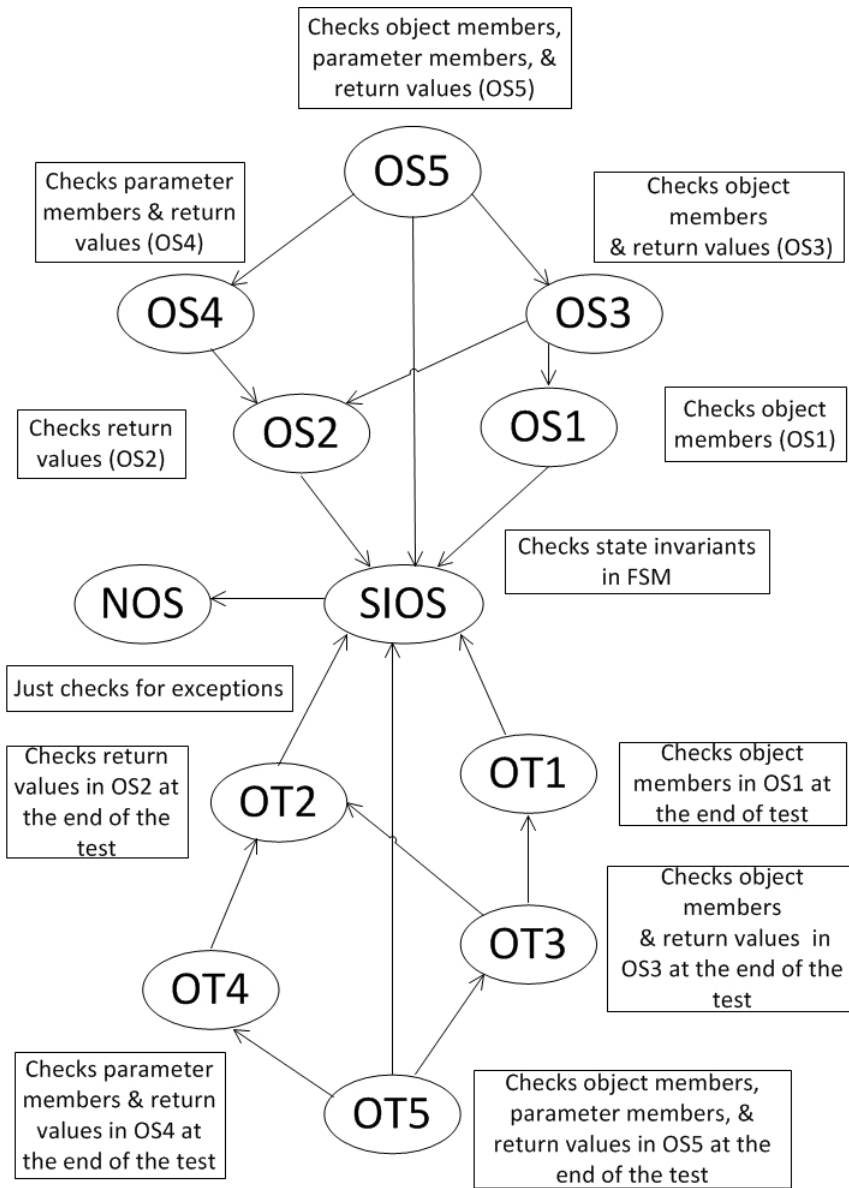 Checks object members,
parameter members, &
return values (OS5)
OS5
Checks parameter
members & return
values (OS4)
Checks object
members
& return values (OS3)
OS4
OS3
Checks return
values (OS2)
OS2
OS1
Checks object
members (OS1)
Checks state invariants
in FSM
NOS
SIOS
Just checks for exceptions
Checks return
values in OS2 at
the end of the
test
OT2
OT1
Checks object
members in OS1 at
the end of test
OT3
Checks object
members
& return values in
OS3 at the end of the
test
OT4
Checks parameter
members & return
values in OS4 at
the end of the test
OT5
Checks object members,
parameter members, &
return values in OS5 at the
end of the test